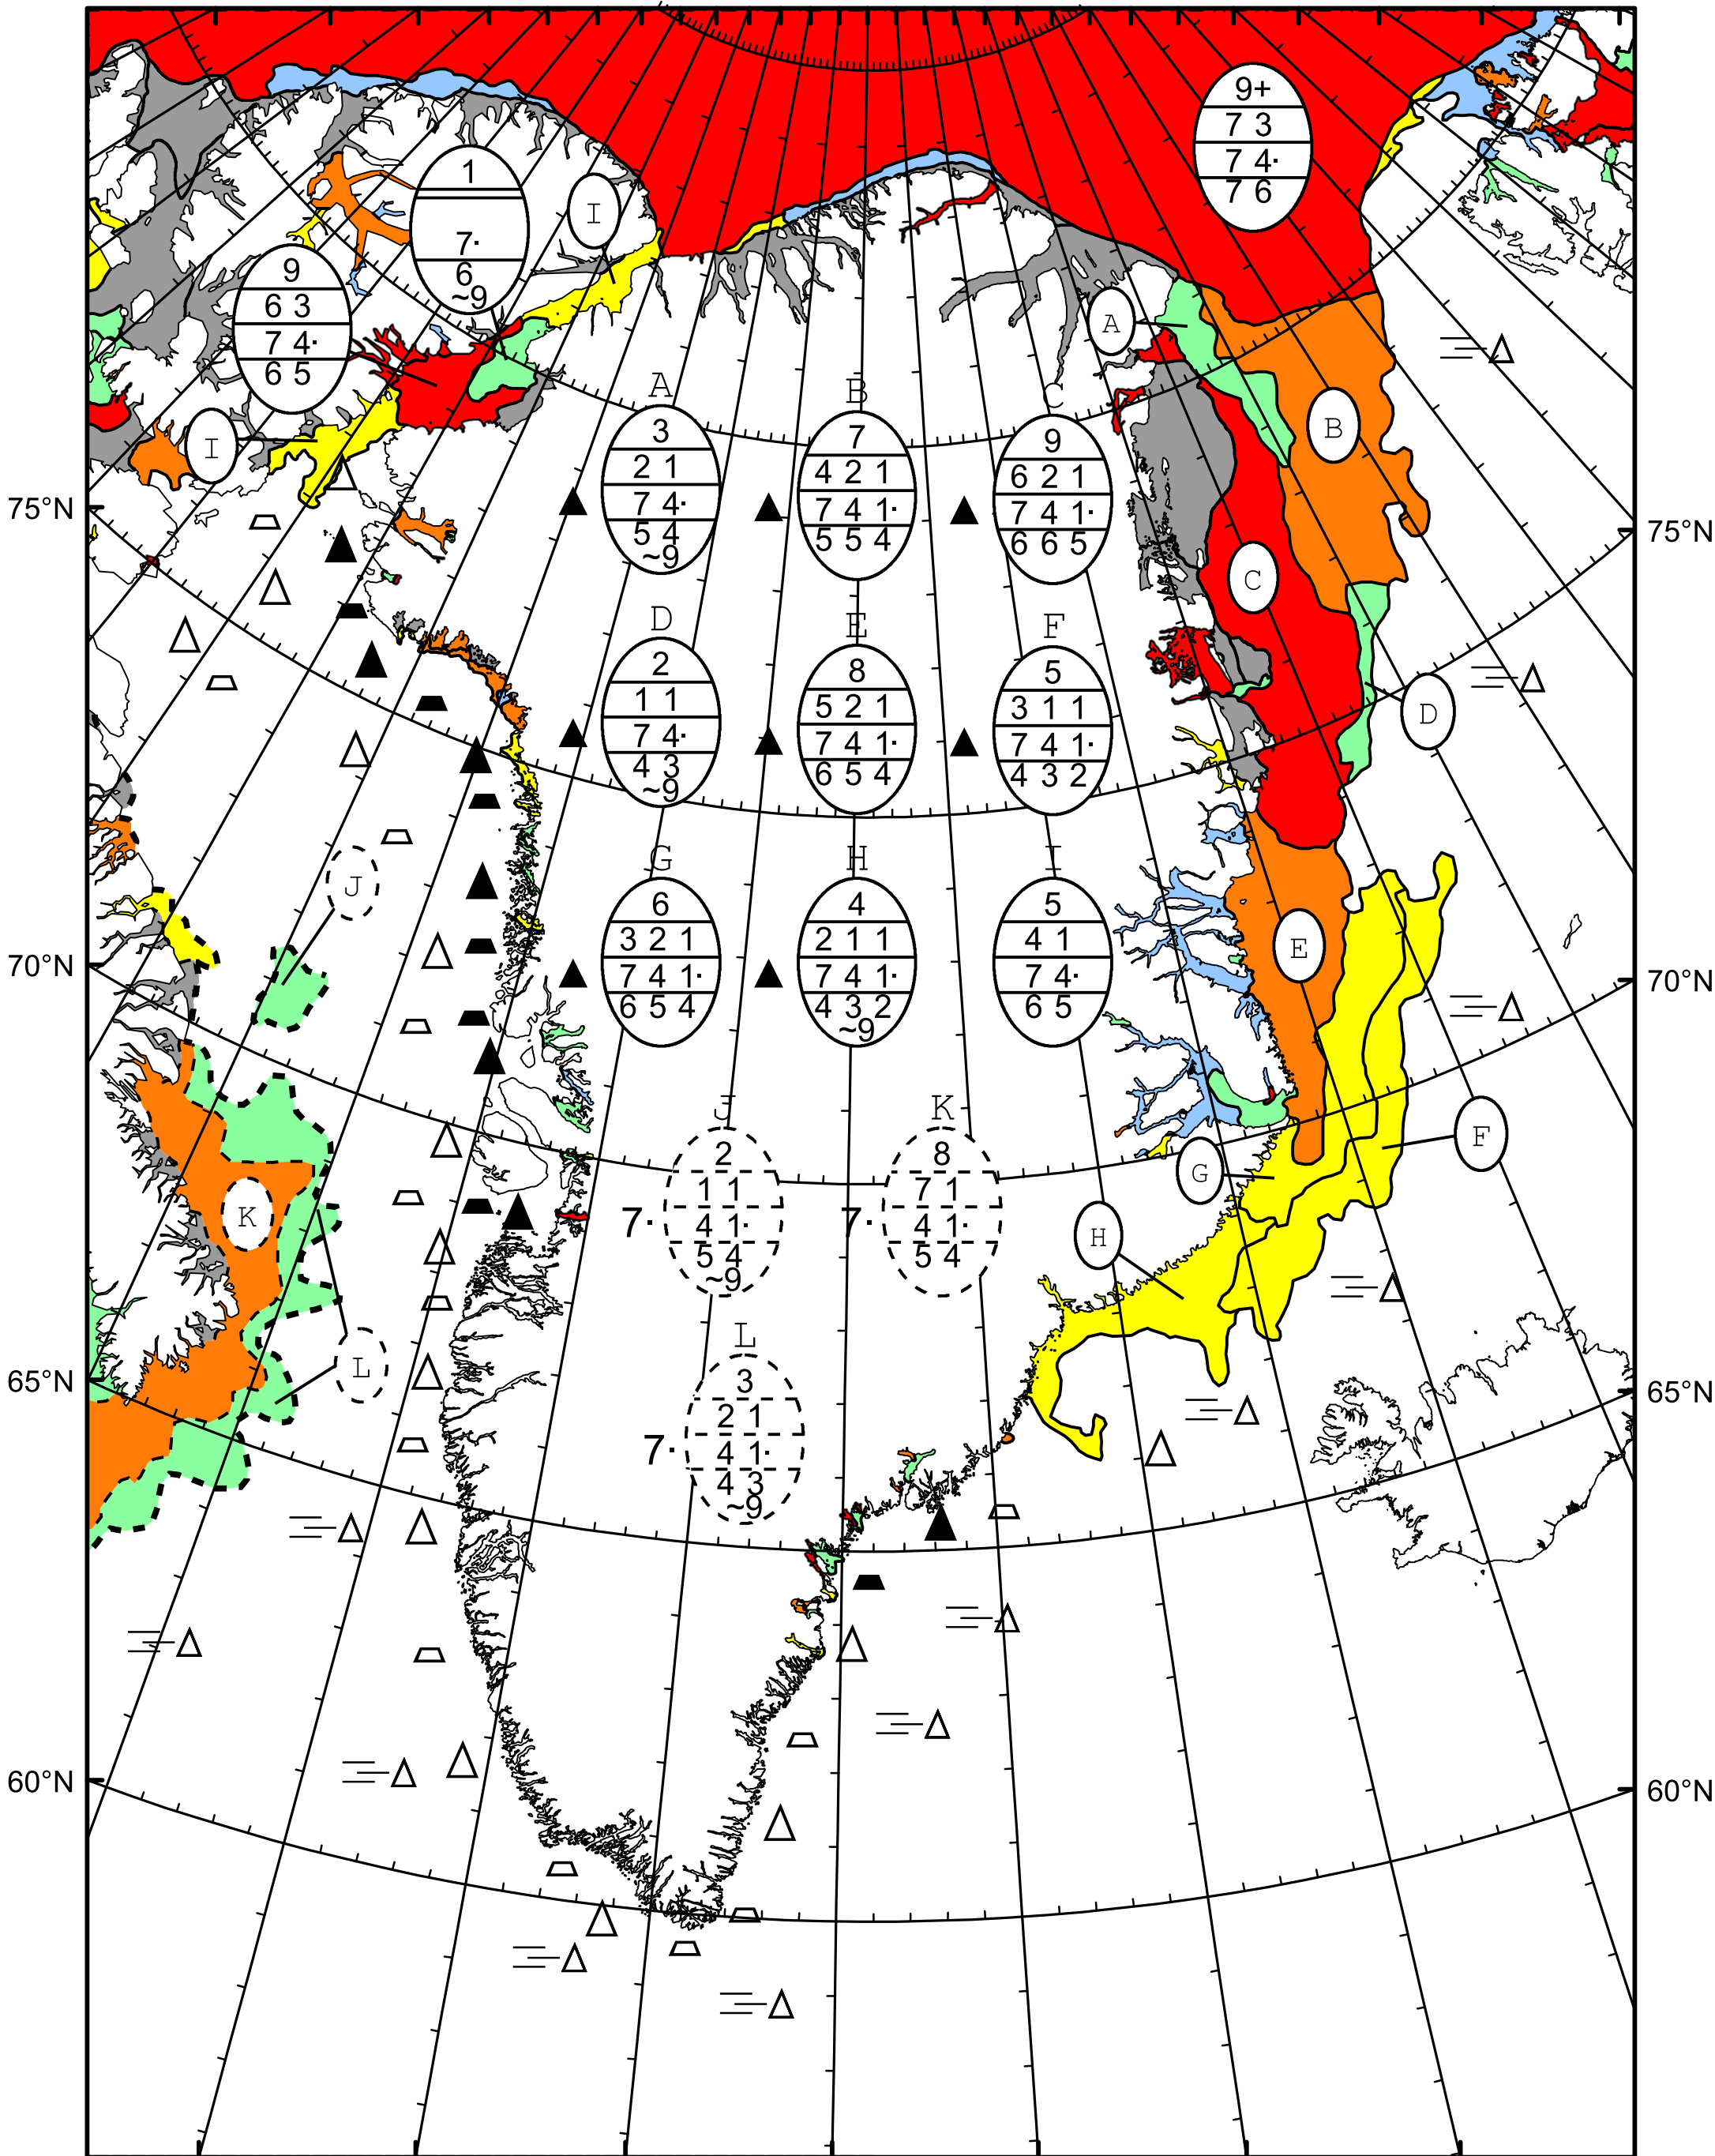 9+
7 3
7 4·
7 6
1
7·
6
~9
I
9
6 3
7 4·
6 5
I
A
B
C
D
E
F
G
H
J
K
L
A
3
2 1
7 4·
5 4
~9
B
7
4 2 1
7 4 1·
5 5 4
C
9
6 2 1
7 4 1·
6 6 5
D
2
1 1
7 4·
4 3
~9
E
8
5 2 1
7 4 1·
6 5 4
F
5
3 1 1
7 4 1·
4 3 2
G
6
3 2 1
7 4 1·
6 5 4
H
4
2 1 1
7 4 1·
4 3 2
~9
I
5
4 1
7 4·
6 5
J
2
1 1
7· 4 1·
5 4
~9
K
8
7 1
7· 4 1·
5 4
L
3
2 1
7· 4 1·
4 3
~9
75°N
75°N
70°N
70°N
65°N
65°N
60°N
60°N